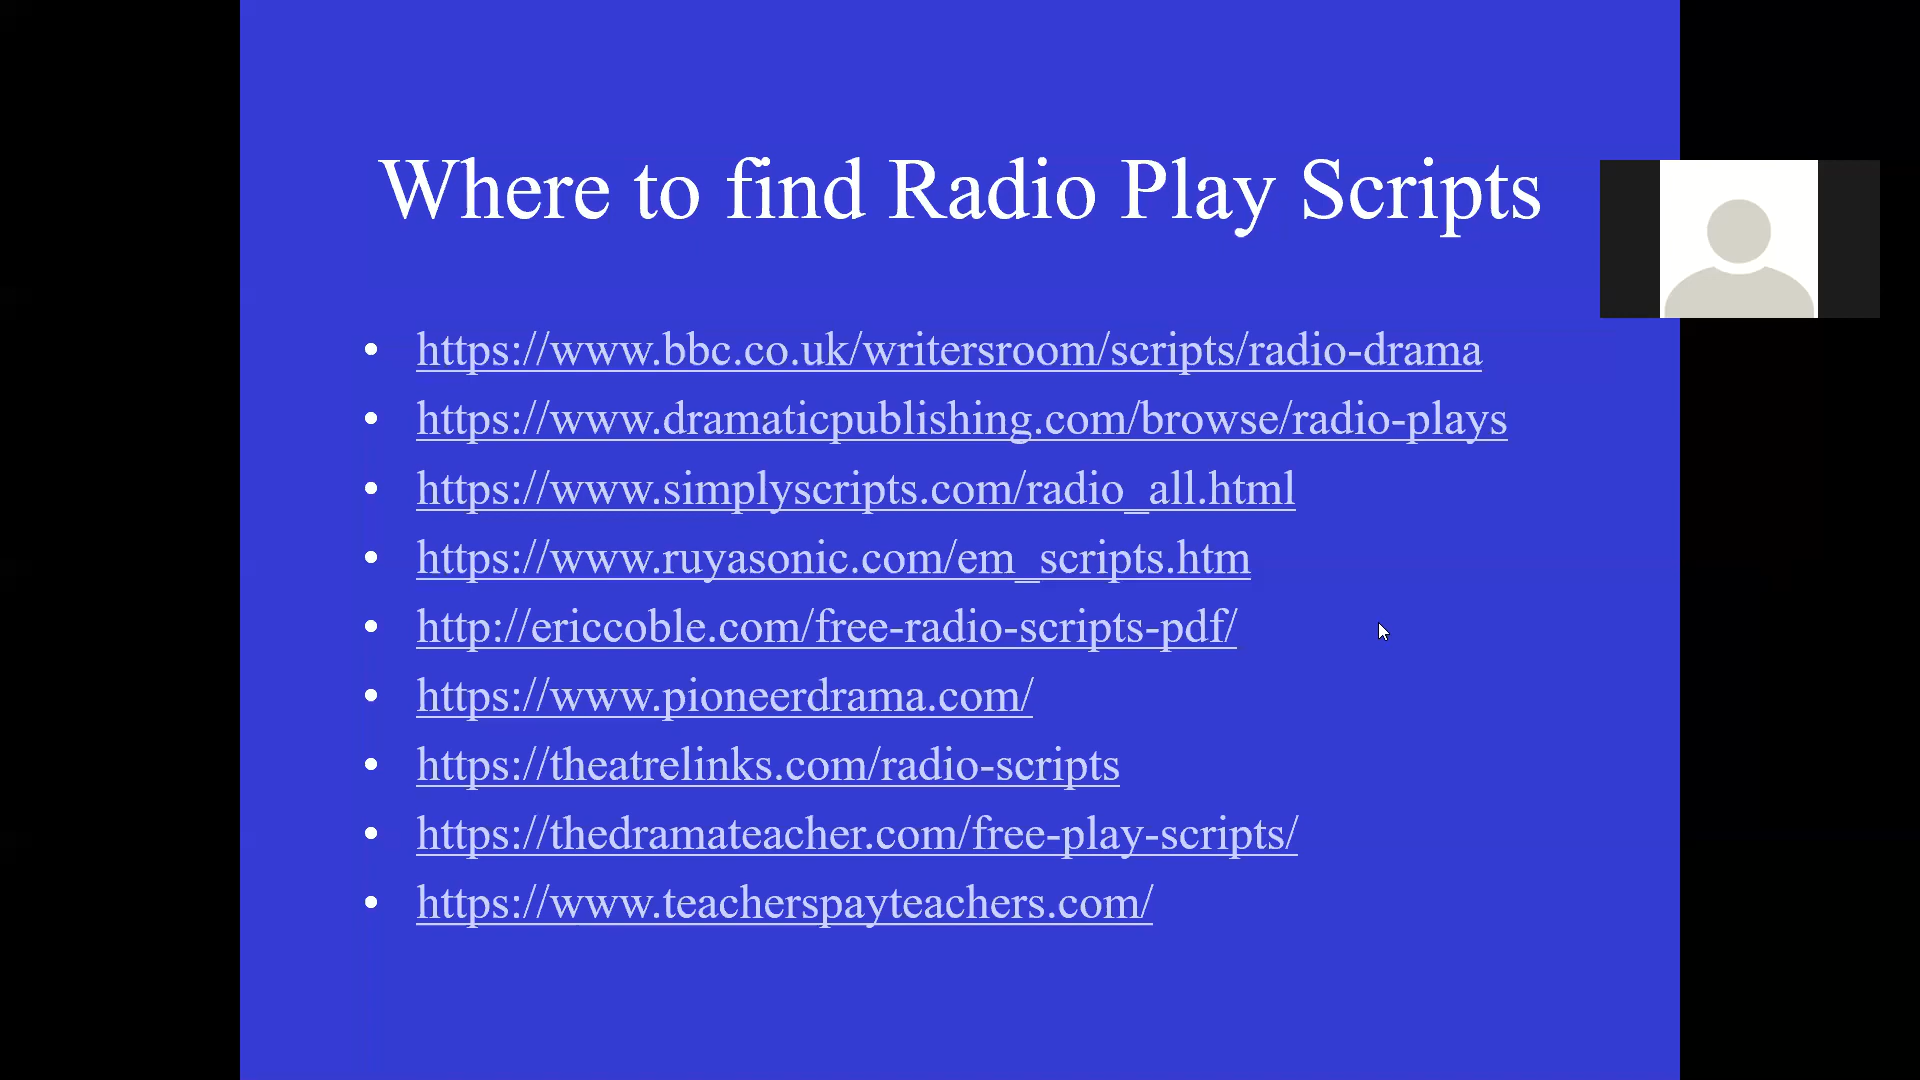 Where to find Radio Play Scripts
• https://www.bbc.co.uk/writersroom/scripts/radio-drama
• https://www.dramaticpublishing.com/browse/radio-plays
• https://www.simplyscripts.com/radio_all.html
• https://www.ruyasonic.com/em_scripts.htm
• http://ericcoble.com/free-radio-scripts-pdf/
• https://www.pioneerdrama.com/
• https://theatrelinks.com/radio-scripts
• https://thedramateacher.com/free-play-scripts/
• https://www.teacherspayteachers.com/